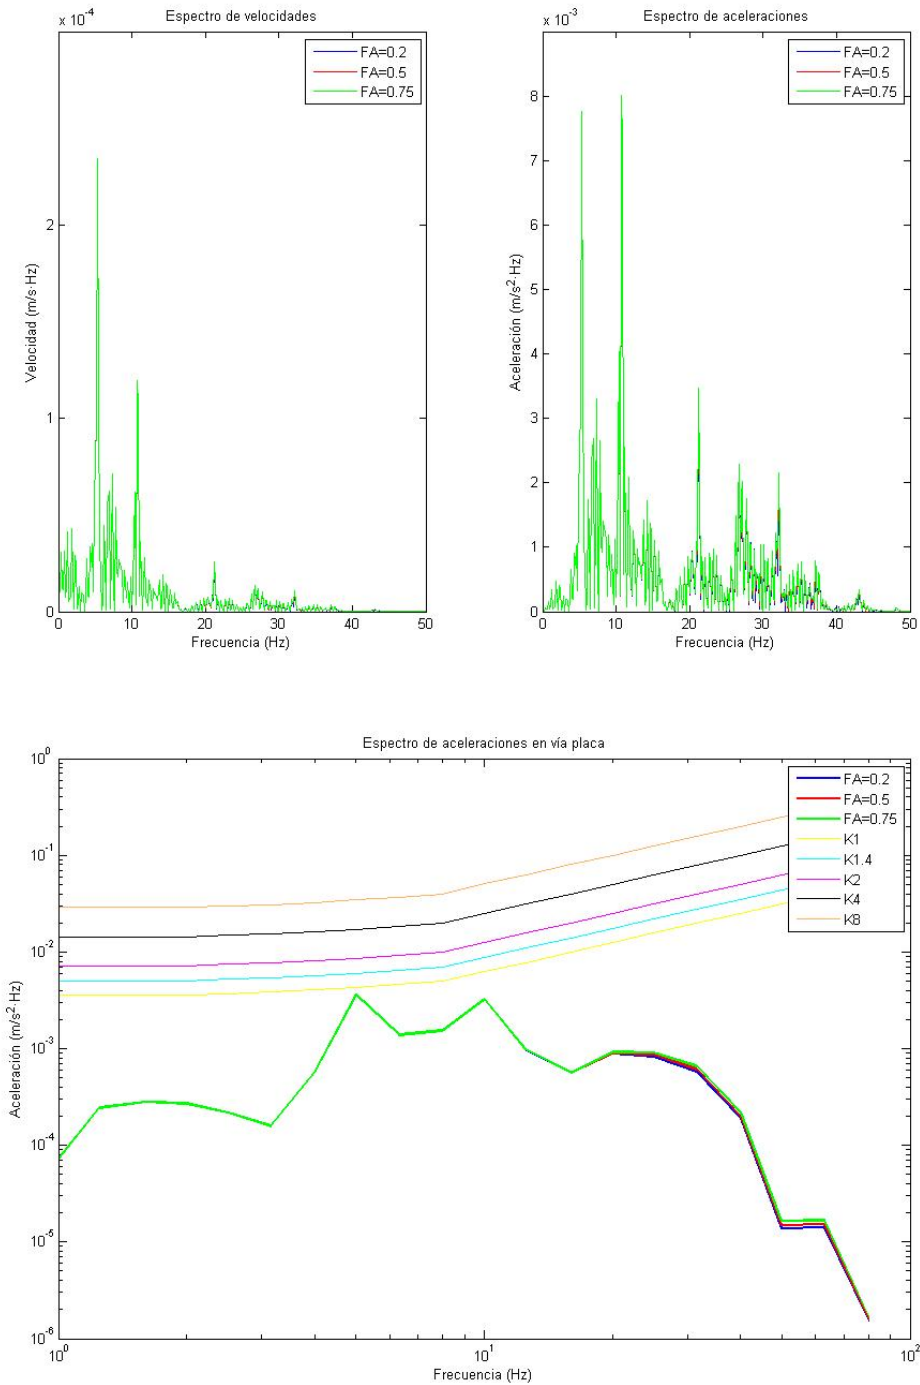 Espectro de velocidades
x 10^-4
FA=0.2
FA=0.5
FA=0.75
2
1
0
Velocidad (m/s·Hz)
0 10 20 30 40 50
Frecuencia (Hz)
Espectro de aceleraciones
x 10^-3
FA=0.2
FA=0.5
FA=0.75
8
7
6
5
4
3
2
1
0
Aceleración (m/s²·Hz)
0 10 20 30 40 50
Frecuencia (Hz)
Espectro de aceleraciones en vía placa
10^0
10^-1
10^-2
10^-3
10^-4
10^-5
10^-6
Aceleración (m/s²·Hz)
FA=0.2
FA=0.5
FA=0.75
K1
K1.4
K2
K4
K8
10^0 10^1 10^2
Frecuencia (Hz)